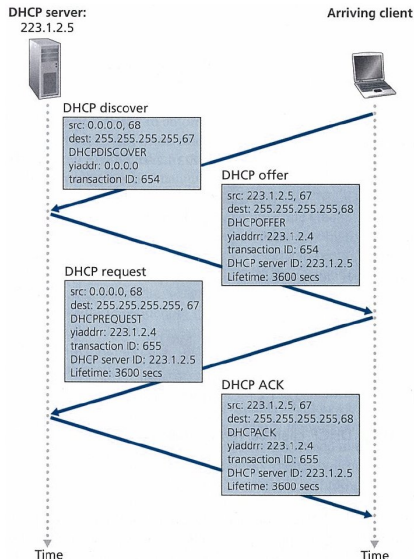 DHCP server:
223.1.2.5
Arriving client
DHCP discover
src: 0.0.0.0, 68
dest: 255.255.255.255,67
DHCPDISCOVER
yiaddr: 0.0.0.0
transaction ID: 654
DHCP offer
src: 223.1.2.5, 67
dest: 255.255.255.255,68
DHCPOFFER
yiaddrr: 223.1.2.4
transaction ID: 654
DHCP server ID: 223.1.2.5
Lifetime: 3600 secs
DHCP request
src: 0.0.0.0, 68
dest: 255.255.255.255, 67
DHCPREQUEST
yiaddrr: 223.1.2.4
transaction ID: 655
DHCP server ID: 223.1.2.5
Lifetime: 3600 secs
DHCP ACK
src: 223.1.2.5, 67
dest: 255.255.255.255,68
DHCPACK
yiaddrr: 223.1.2.4
transaction ID: 655
DHCP server ID: 223.1.2.5
Lifetime: 3600 secs
Time
Time